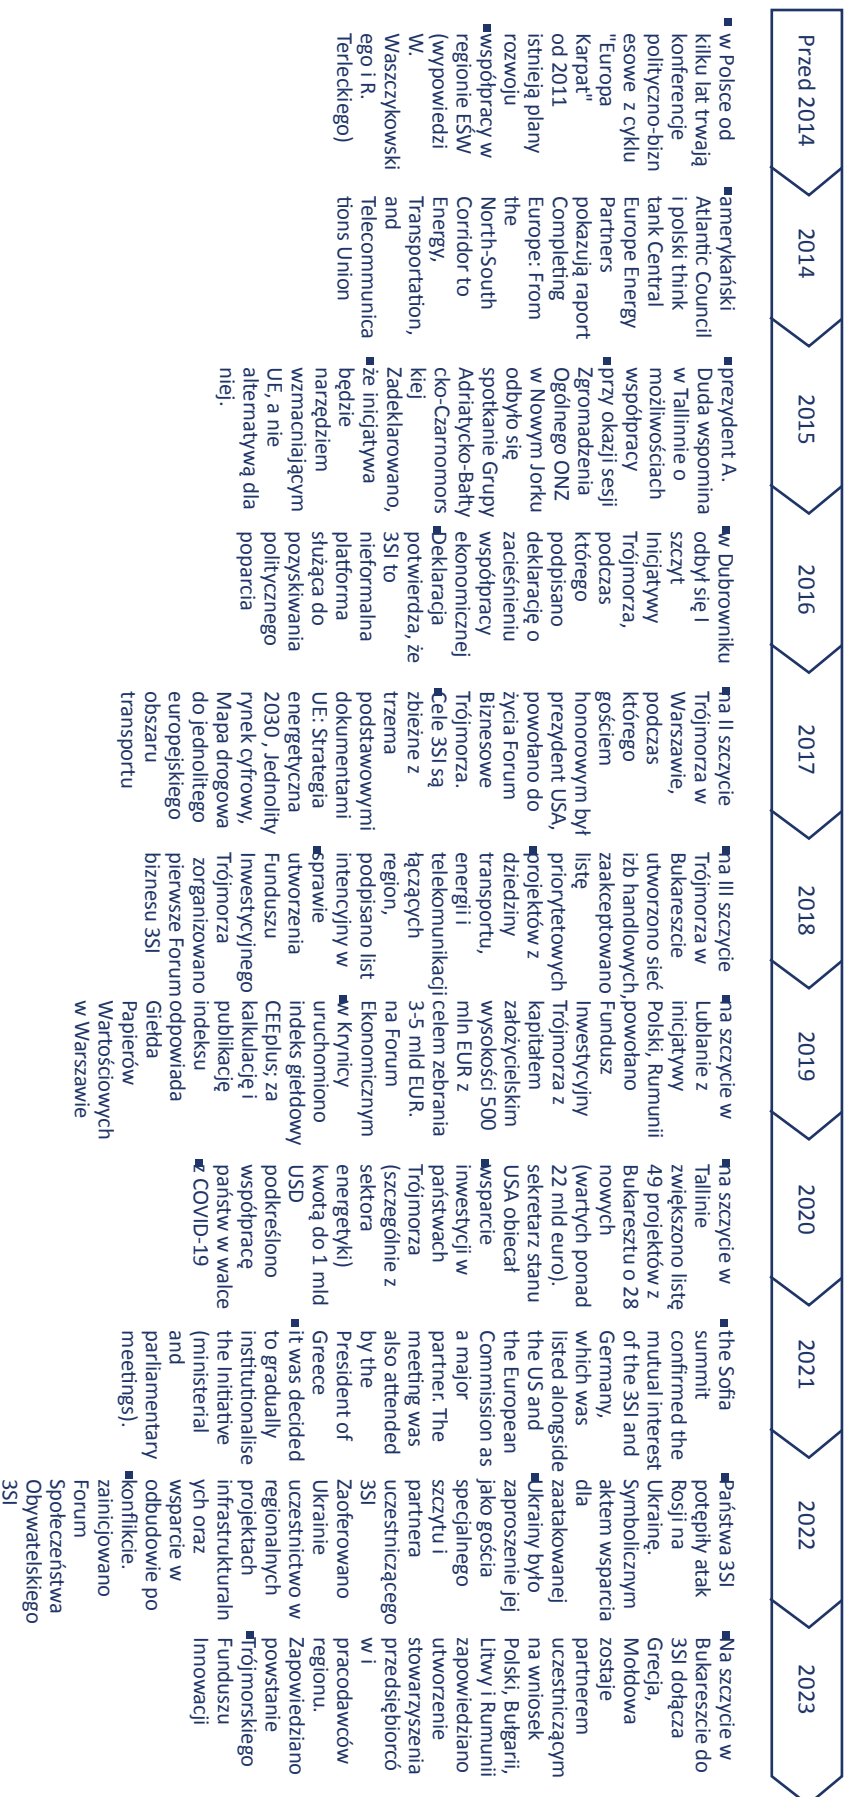 Przed 2014
▪w Polsce od
kilku lat trwają
konferencje
polityczno-bizn
esowe z cyklu
"Europa
Karpat"
od 2011
istnieją plany
rozwoju
▪współpracy w
regionie EŚW
(wypowiedzi
W.
Waszczykowski
ego i R.
Terleckiego)
2014
▪amerykański
Atlantic Council
i polski think
tank Central
Europe Energy
Partners
pokazują raport
Completing
Europe: From
the
North-South
Corridor to
Energy,
Transportation,
and
Telecommunica
tions Union
2015
▪prezydent A.
Duda wspomina
w Tallinnie o
możliwościach
współpracy
▪przy okazji sesji
Zgromadzenia
Ogólnego ONZ
w Nowym Jorku
odbyło się
spotkanie Grupy
Adriatycko-Bałty
cko-Czarnomors
kiej
Zadeklarowano,
▪że inicjatywa
będzie
narzędziem
wzmacniającym
UE, a nie
alternatywą dla
niej.
2016
▪w Dubrowniku
odbył się I
szczyt
Inicjatywy
Trójmorza,
podczas
którego
podpisano
deklarację o
zacieśnieniu
współpracy
ekonomicznej
▪Deklaracja
potwierdza, że
3SI to
nieformalna
platforma
służąca do
pozyskiwania
politycznego
poparcia
2017
▪na II szczycie
Trójmorza w
Warszawie,
podczas
którego
gościem
honorowym był
prezydent USA,
powołano do
życia Forum
Biznesowe
Trójmorza.
▪Cele 3SI są
zbieżne z
trzema
podstawowymi
dokumentami
UE: Strategia
energetyczna
2030 , Jednolity
rynek cyfrowy,
Mapa drogowa
do jednolitego
europejskiego
obszaru
transportu
2018
▪na III szczycie
Trójmorza w
Bukareszcie
utworzono sieć
izb handlowych,
zaakceptowano
listę
priorytetowych
▪projektów z
dziedziny
transportu,
energii i
telekomunikacji
łączących
region,
podpisano list
intencyjny w
▪sprawie
utworzenia
Funduszu
Inwestycyjnego
Trójmorza
zorganizowano
pierwsze Forum
biznesu 3SI
2019
▪na szczycie w
Lublanie z
inicjatywy
Polski, Rumunii
powołano
Fundusz
Inwestycyjny
Trójmorza z
kapitałem
założycielskim
wysokości 500
mln EUR z
celem zebrania
3-5 mld EUR.
na Forum
Ekonomicznym
▪w Krynicy
uruchomiono
indeks giełdowy
CEEplus; za
kalkulację i
publikację
indeksu
odpowiada
Giełda
Papierów
Wartościowych
w Warszawie
2020
▪na szczycie w
Tallinie
zwiększono listę
49 projektów z
Bukaresztu o 28
nowych
(wartych ponad
22 mld euro).
sekretarz stanu
USA obiecał
▪wsparcie
inwestycji w
państwach
Trójmorza
(szczególnie z
sektora
energetyki)
kwotą do 1 mld
USD
podkreślono
współpracę
państw w walce
▪z COVID-19
2021
▪the Sofia
summit
confirmed the
mutual interest
of the 3SI and
Germany,
which was
listed alongside
the US and
the European
Commission as
a major
partner. The
meeting was
also attended
by the
President of
Greece
▪it was decided
to gradually
institutionalise
the Initiative
(ministerial
and
parliamentary
meetings).
2022
▪Państwa 3SI
potępiły atak
Rosji na
Ukrainę.
Symbolicznym
aktem wsparcia
dla
zaatakowanej
▪Ukrainy było
zaproszenie jej
jako gościa
specjalnego
szczytu i
partnera
uczestniczącego
3SI
Zaoferowano
Ukrainie
uczestnictwo w
regionalnych
projektach
infrastrukturaln
ych oraz
wsparcie w
odbudowie po
▪konflikcie.
zainicjowano
Forum
Społeczeństwa
Obywatelskiego
3SI
2023
▪Na szczycie w
Bukareszcie do
3SI dołącza
Grecja,
Mołdowa
zostaje
partnerem
uczestniczącym
na wniosek
Polski, Bułgarii,
Litwy i Rumunii
zapowiedziano
utworzenie
stowarzyszenia
przedsiębiorcó
w i
pracodawców
regionu.
Zapowiedziano
powstanie
▪Trójmorskiego
Funduszu
Innowacji